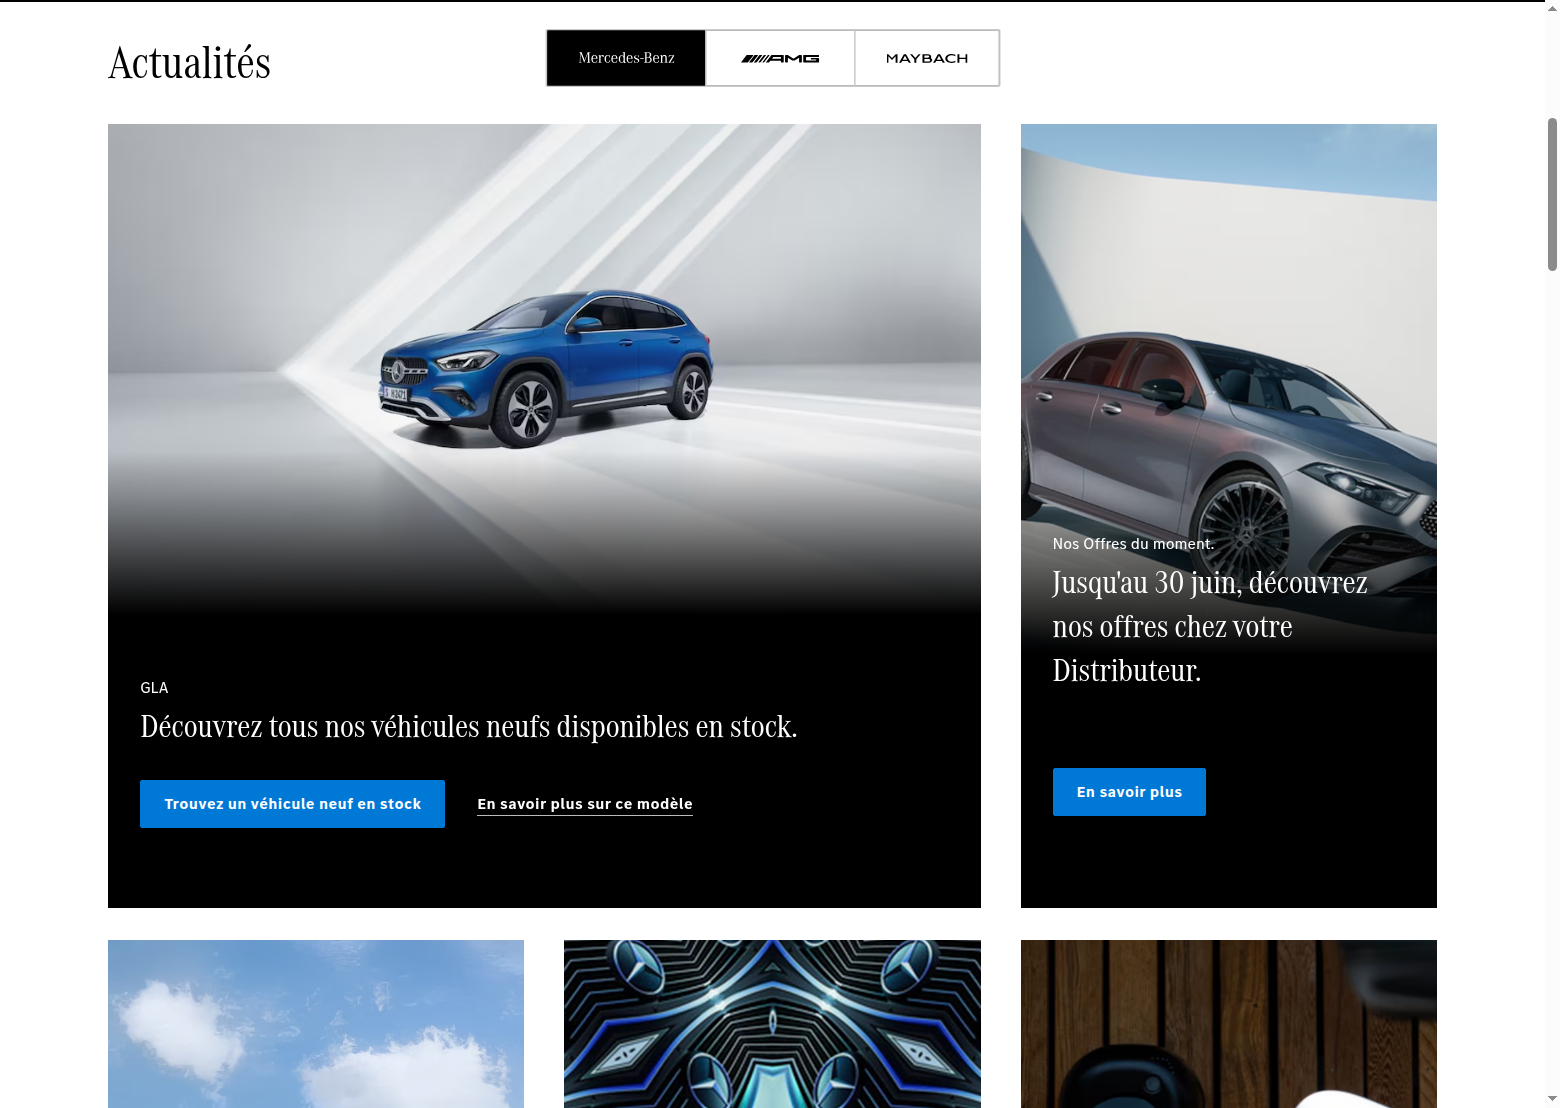 Actualités
Mercedes-Benz
AMG
MAYBACH
GLA
Découvrez tous nos véhicules neufs disponibles en stock.
Trouvez un véhicule neuf en stock
En savoir plus sur ce modèle
Nos Offres du moment.
Jusqu'au 30 juin, découvrez
nos offres chez votre
Distributeur.
En savoir plus